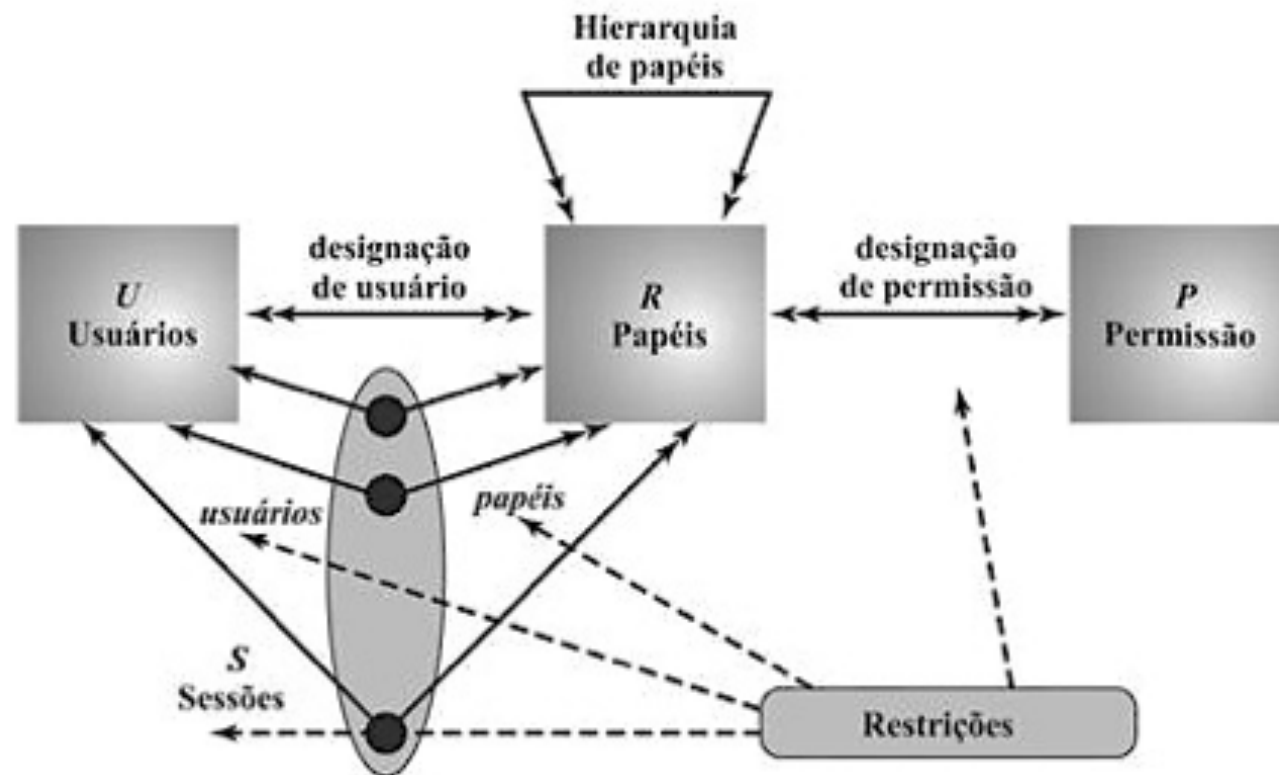 Hierarquia
de papéis
designação
de usuário
designação
de permissão
U
Usuários
R
Papéis
P
Permissão
usuários
papéis
S
Sessões
Restrições